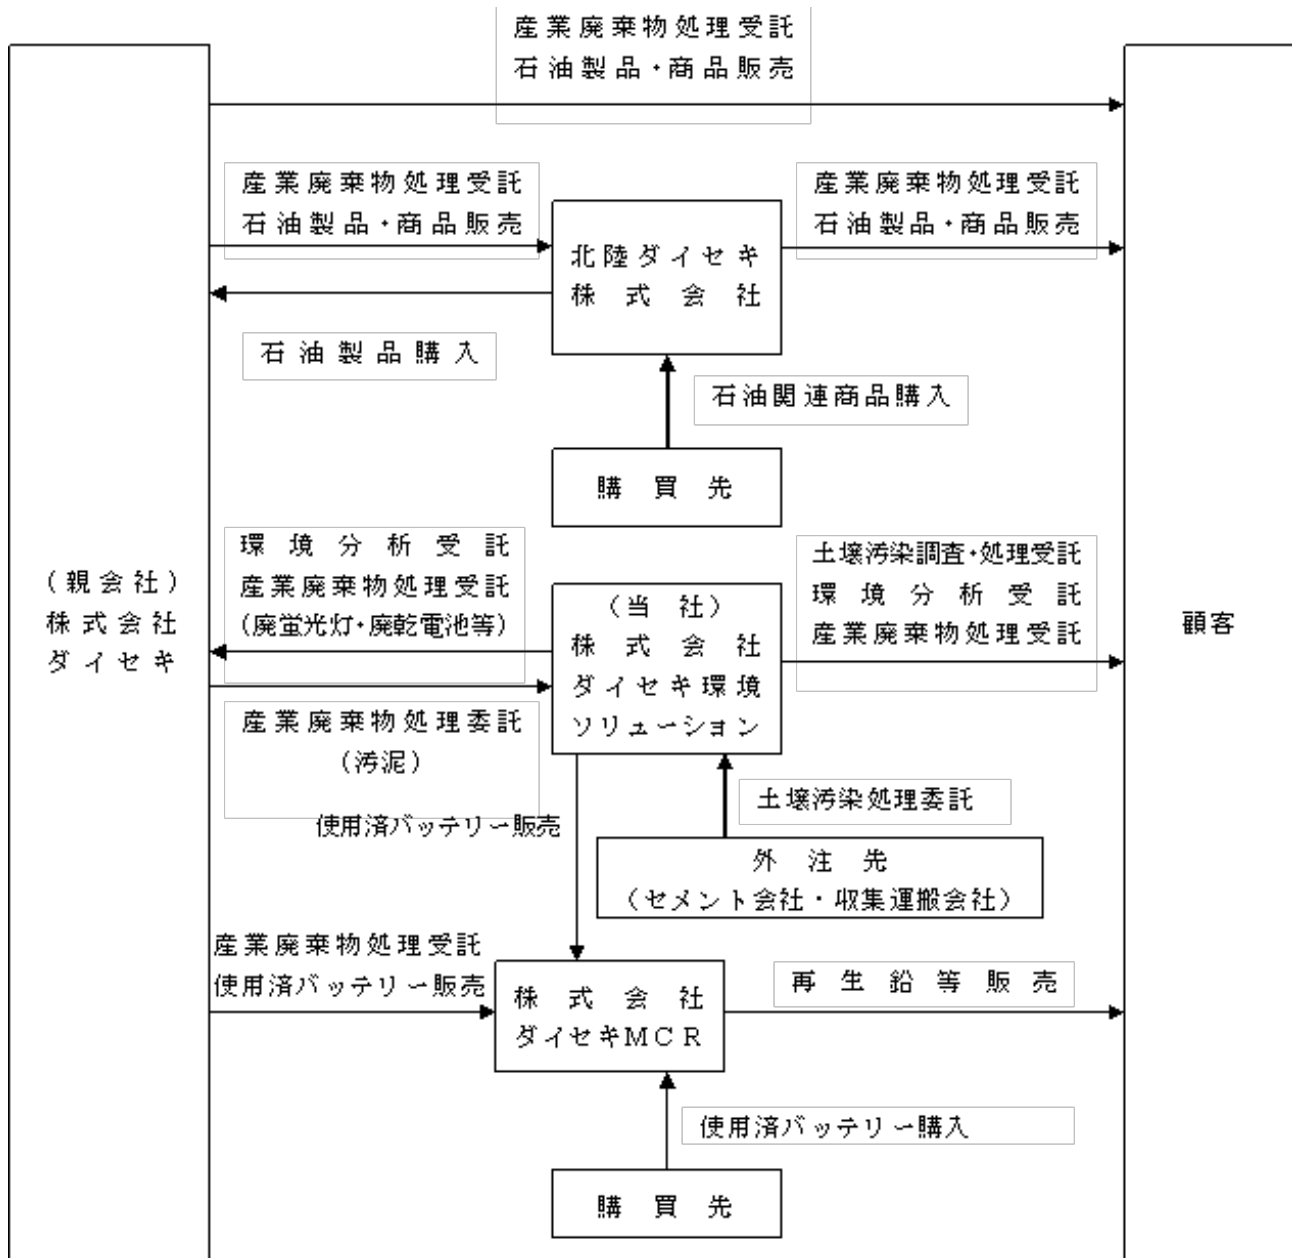 産業廃棄物処理受託
石油製品・商品販売
産業廃棄物処理受託
石油製品・商品販売
北陸ダイセキ
株式会社
産業廃棄物処理受託
石油製品・商品販売
石油製品購入
石油関連商品購入
購買先
(親会社)
株式会社
ダイセキ
環境分析受託
産業廃棄物処理受託
(廃蛍光灯・廃乾電池等)
(当社)
株式会社
ダイセキ環境
ソリューション
土壌汚染調査・処理受託
環境分析受託
産業廃棄物処理受託
顧客
産業廃棄物処理委託
(汚泥)
使用済バッテリー販売
土壌汚染処理委託
外注先
(セメント会社・収集運搬会社)
産業廃棄物処理受託
使用済バッテリー販売
株式会社
ダイセキMCR
再生鉛等販売
使用済バッテリー購入
購買先